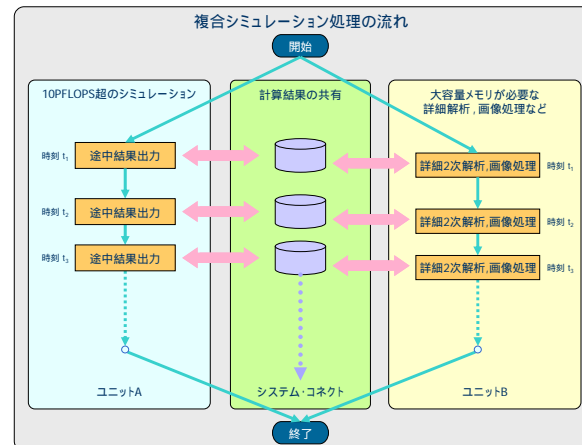 複合シミュレーション処理の流れ
開始
10PFLOPS超のシミュレーション
計算結果の共有
大容量メモリが必要な
詳細解析，画像処理など
時刻 t₁
途中結果出力
詳細2次解析,画像処理
時刻 t₁
時刻 t₂
途中結果出力
詳細2次解析,画像処理
時刻 t₂
時刻 t₃
途中結果出力
詳細2次解析,画像処理
時刻 t₃
ユニットA
システム・コネクト
ユニットB
終了